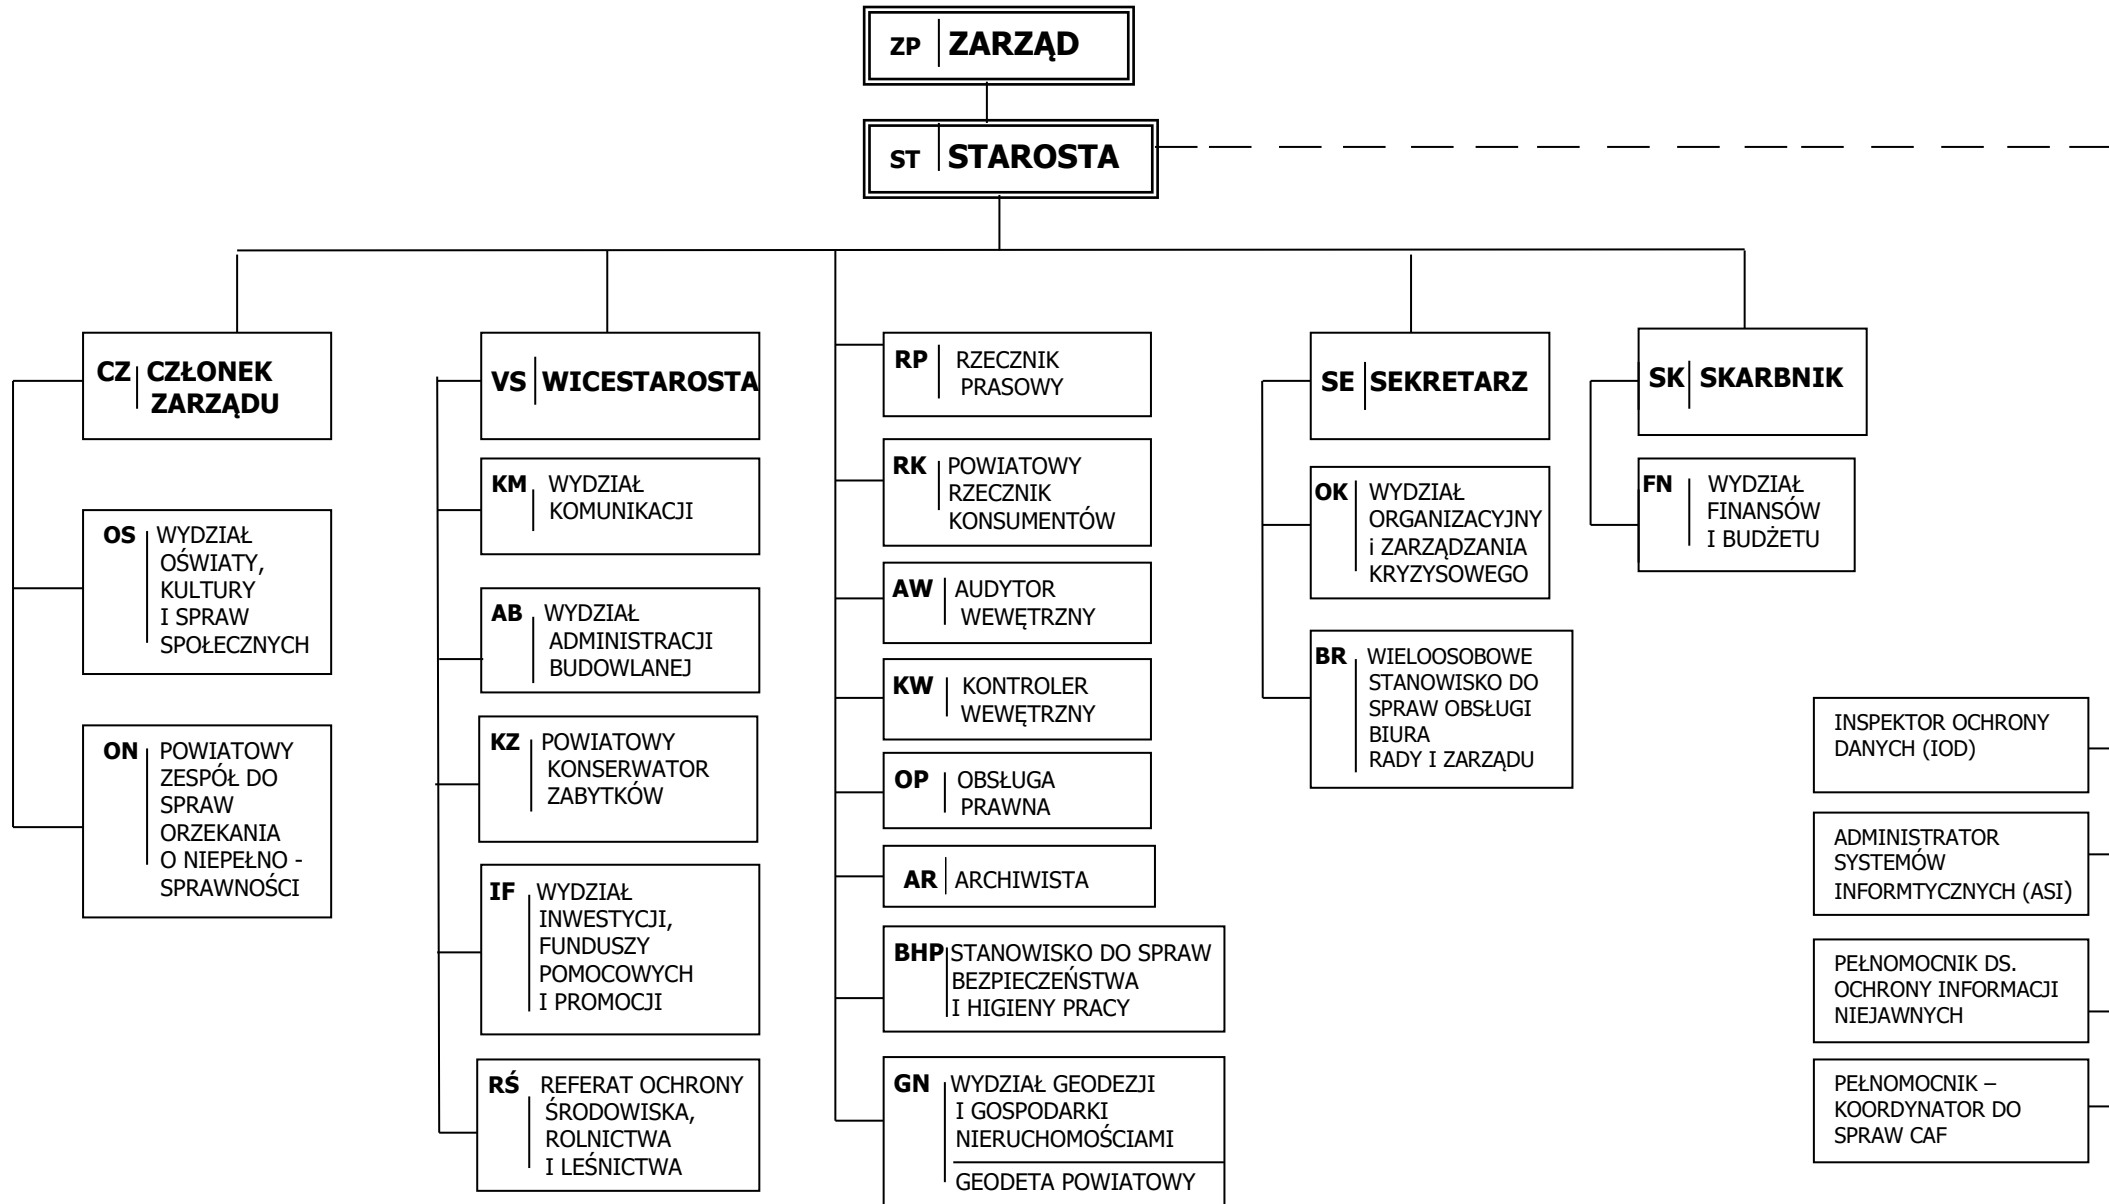 ZP ZARZĄD
ST STAROSTA
CZ CZŁONEK
ZARZĄDU
OS WYDZIAŁ
OŚWIATY,
KULTURY
I SPRAW
SPOŁECZNYCH
ON POWIATOWY
ZESPÓŁ DO
SPRAW
ORZEKANIA
O NIEPEŁNO -
SPRAWNOŚCI
VS WICESTAROSTA
KM WYDZIAŁ
KOMUNIKACJI
AB WYDZIAŁ
ADMINISTRACJI
BUDOWLANEJ
KZ POWIATOWY
KONSERWATOR
ZABYTKÓW
IF WYDZIAŁ
INWESTYCJI,
FUNDUSZY
POMOCOWYCH
I PROMOCJI
RŚ REFERAT OCHRONY
ŚRODOWISKA,
ROLNICTWA
I LEŚNICTWA
RP RZECZNIK
PRASOWY
RK POWIATOWY
RZECZNIK
KONSUMENTÓW
AW AUDYTOR
WEWĘTRZNY
KW KONTROLER
WEWĘTRZNY
OP OBSŁUGA
PRAWNA
AR ARCHIWISTA
BHP STANOWISKO DO SPRAW
BEZPIECZEŃSTWA
I HIGIENY PRACY
GN WYDZIAŁ GEODEZJI
I GOSPODARKI
NIERUCHOMOŚCIAMI
GEODETA POWIATOWY
SE SEKRETARZ
OK WYDZIAŁ
ORGANIZACYJNY
i ZARZĄDZANIA
KRYZYSOWEGO
BR WIELOOSOBOWE
STANOWISKO DO
SPRAW OBSŁUGI
BIURA
RADY I ZARZĄDU
SK SKARBNIK
FN WYDZIAŁ
FINANSÓW
I BUDŻETU
INSPEKTOR OCHRONY
DANYCH (IOD)
ADMINISTRATOR
SYSTEMÓW
INFORMTYCZNYCH (ASI)
PEŁNOMOCNIK DS.
OCHRONY INFORMACJI
NIEJAWNYCH
PEŁNOMOCNIK –
KOORDYNATOR DO
SPRAW CAF